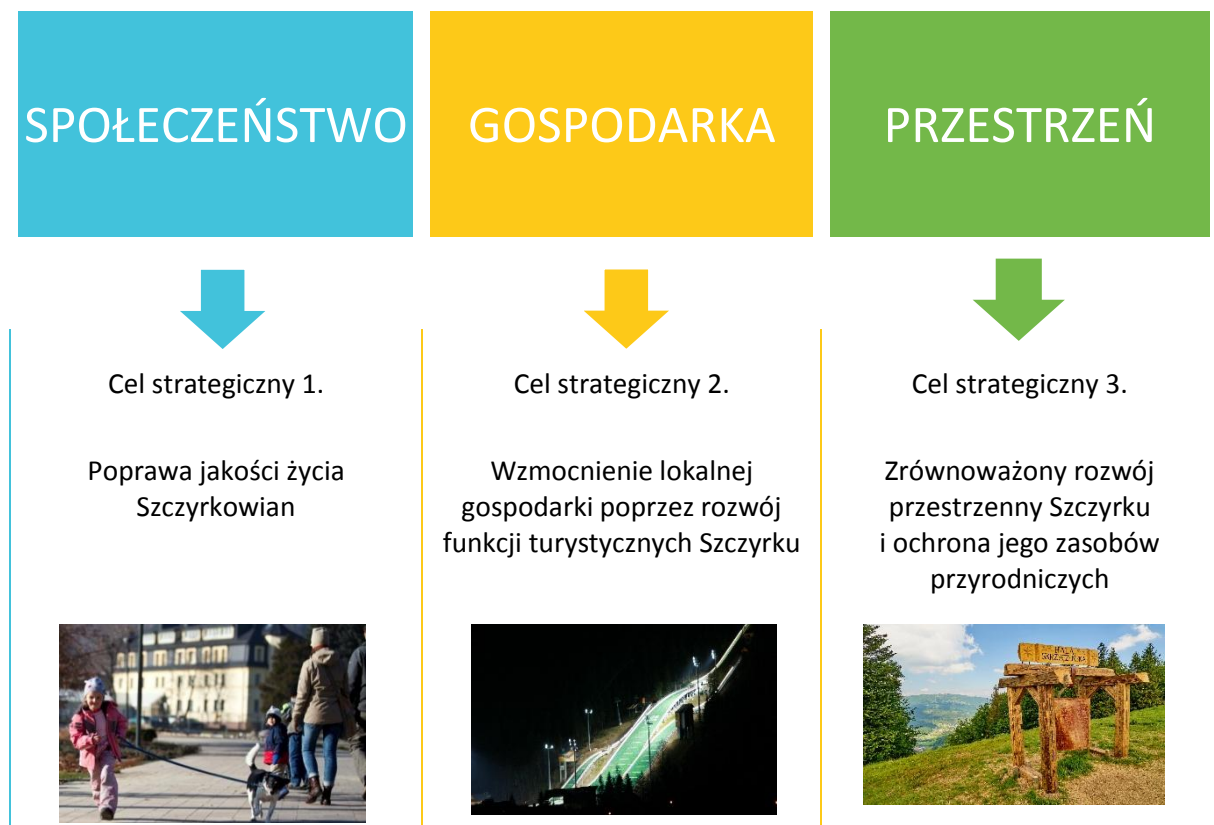 SPOŁECZEŃSTWO
GOSPODARKA
PRZESTRZEŃ
Cel strategiczny 1.
Poprawa jakości życia
Szczyrkowian
Cel strategiczny 2.
Wzmocnienie lokalnej
gospodarki poprzez rozwój
funkcji turystycznych Szczyrku
Cel strategiczny 3.
Zrównoważony rozwój
przestrzenny Szczyrku
i ochrona jego zasobów
przyrodniczych